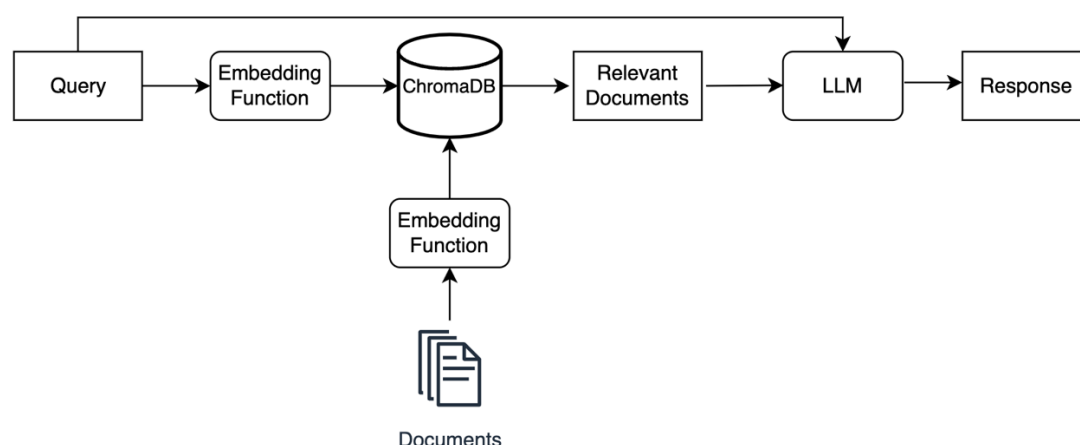 Query
Embedding
Function
ChromaDB
Relevant
Documents
LLM
Response
Embedding
Function
Documents